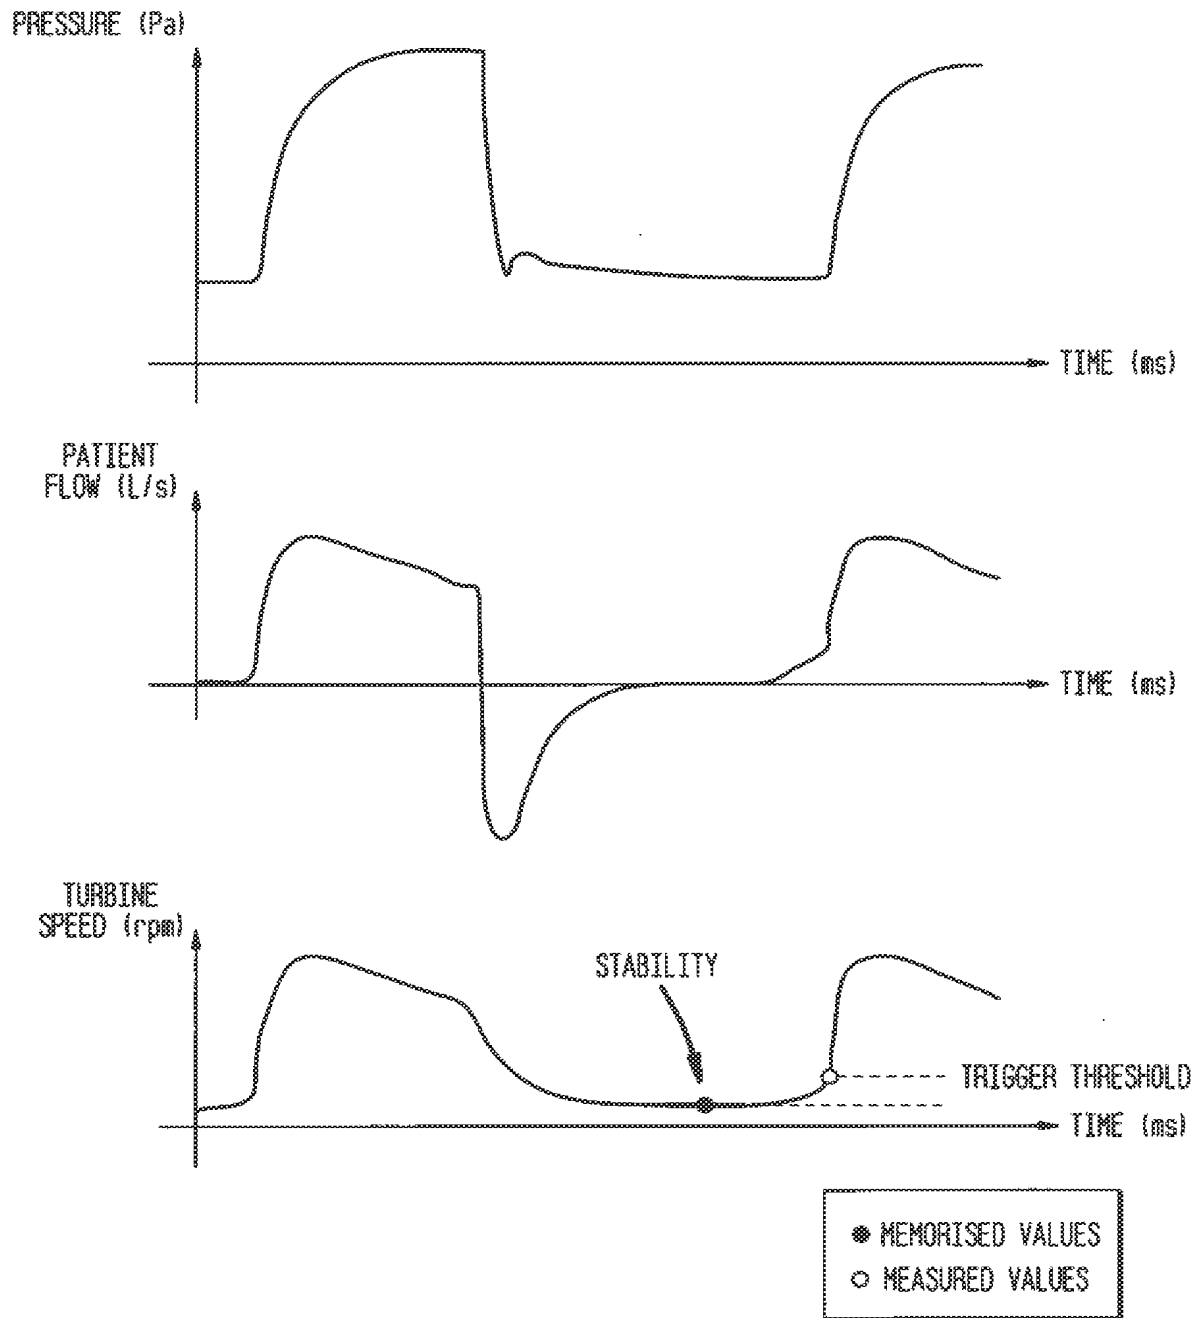 PRESSURE (Pa)
TIME (ms)
PATIENT
FLOW (L/s)
TIME (ms)
TURBINE
SPEED (rpm)
STABILITY
TRIGGER THRESHOLD
TIME (ms)
MEMORISED VALUES
MEASURED VALUES